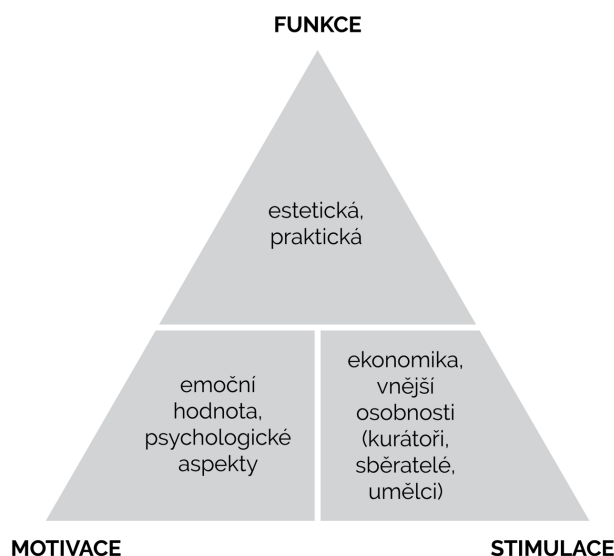 FUNKCE
estetická,
praktická
emoční
hodnota,
psychologické
aspekty
ekonomika,
vnější
osobnosti
(kurátoři,
sběratelé,
umělci)
MOTIVACE
STIMULACE